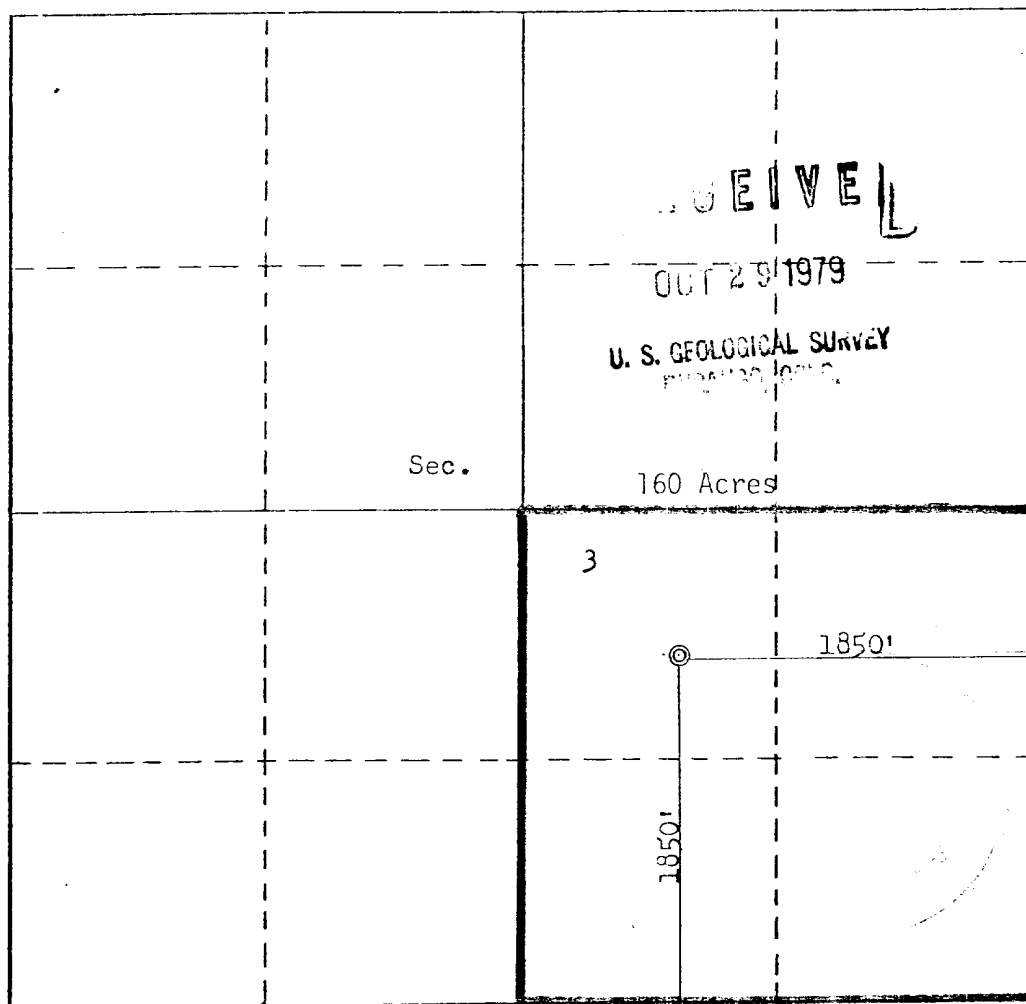 OCT 29 1979
U. S. GEOLOGICAL SURVEY
Sec.
160 Acres
3
1850'
1850'